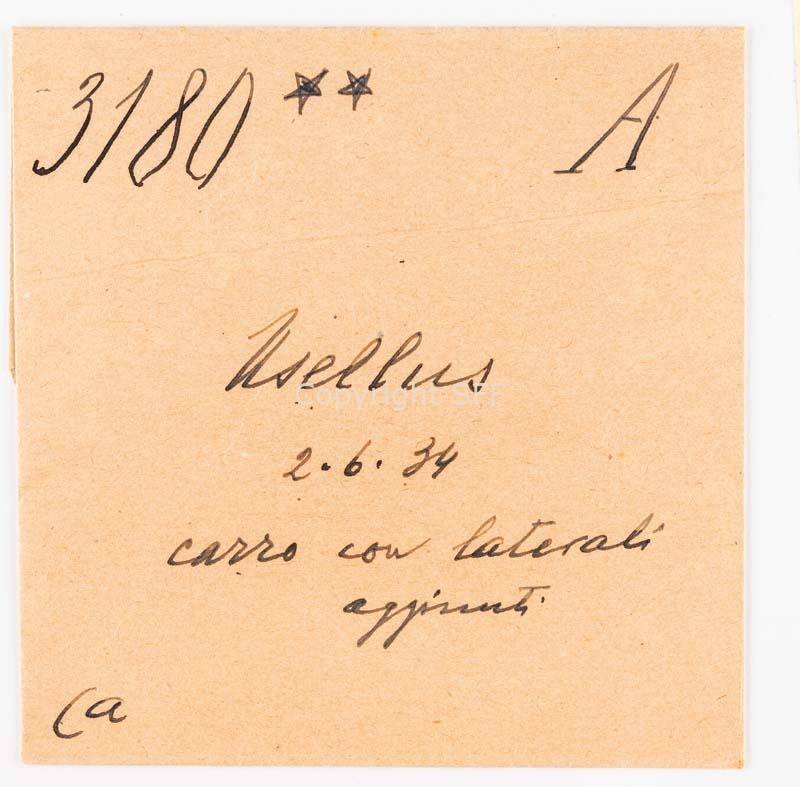 3180 ★★ A
Usellus
Copyright SFF
2.6.34
carro con laterali
aggiunti
Ca